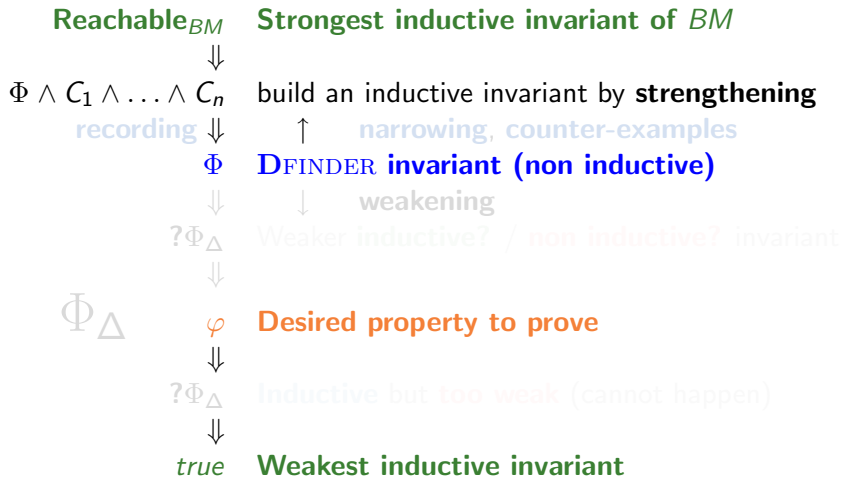 Reachable_BM Strongest inductive invariant of BM
⇓
Φ ∧ C_1 ∧ … ∧ C_n build an inductive invariant by strengthening
recording ⇓ ↑ narrowing, counter-examples
Φ DFINDER invariant (non inductive)
⇓ ↓ weakening
?Φ_Δ Weaker inductive? / non inductive? invariant
⇓
Φ_Δ φ Desired property to prove
⇓
?Φ_Δ Inductive but too weak (cannot happen)
⇓
true Weakest inductive invariant